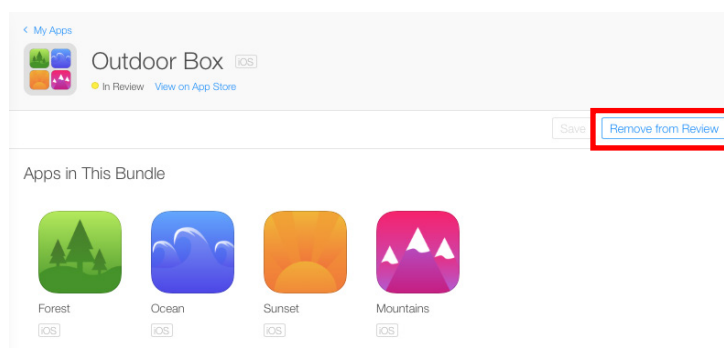 < My Apps
Outdoor Box iOS
In Review View on App Store
Save Remove from Review
Apps in This Bundle
Forest Ocean Sunset Mountains
iOS iOS iOS iOS